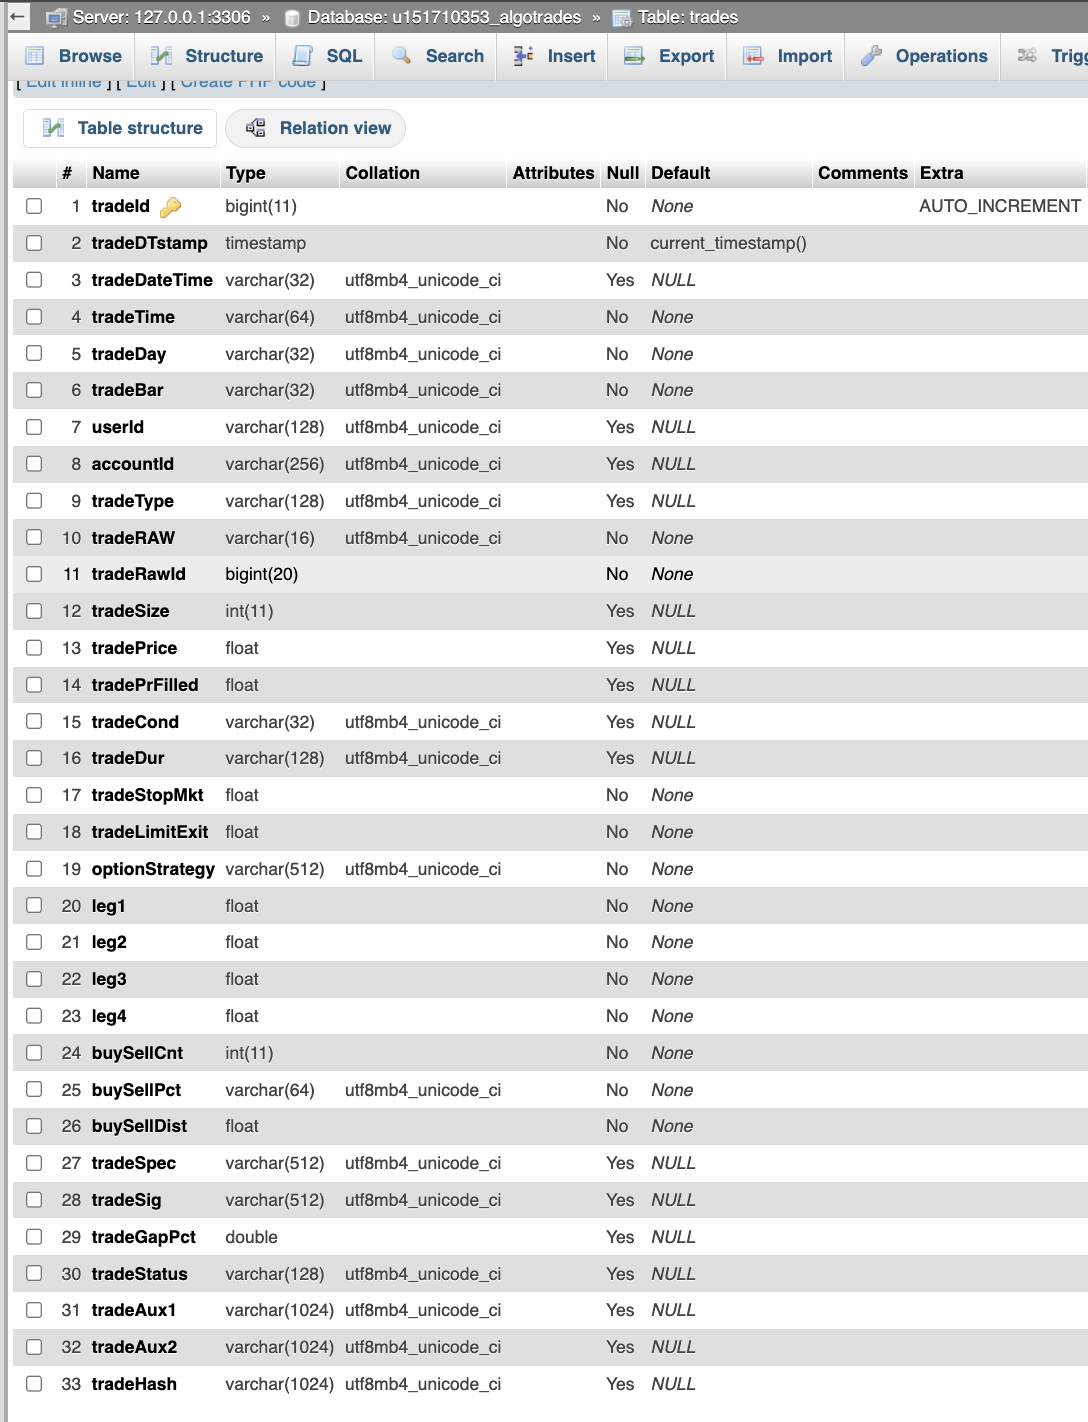 Server: 127.0.0.1:3306 » Database: u151710353_algotrades » Table: trades
Browse Structure SQL Search Insert Export Import Operations Trigg
[ Edit inline ] [ Edit ] [ Create PHP code ]
Table structure Relation view
# Name Type Collation Attributes Null Default Comments Extra
1 tradeId bigint(11) No None AUTO_INCREMENT
2 tradeDTstamp timestamp No current_timestamp()
3 tradeDateTime varchar(32) utf8mb4_unicode_ci Yes NULL
4 tradeTime varchar(64) utf8mb4_unicode_ci No None
5 tradeDay varchar(32) utf8mb4_unicode_ci No None
6 tradeBar varchar(32) utf8mb4_unicode_ci No None
7 userId varchar(128) utf8mb4_unicode_ci Yes NULL
8 accountId varchar(256) utf8mb4_unicode_ci Yes NULL
9 tradeType varchar(128) utf8mb4_unicode_ci Yes NULL
10 tradeRAW varchar(16) utf8mb4_unicode_ci No None
11 tradeRawId bigint(20) No None
12 tradeSize int(11) Yes NULL
13 tradePrice float Yes NULL
14 tradePrFilled float Yes NULL
15 tradeCond varchar(32) utf8mb4_unicode_ci Yes NULL
16 tradeDur varchar(128) utf8mb4_unicode_ci Yes NULL
17 tradeStopMkt float No None
18 tradeLimitExit float No None
19 optionStrategy varchar(512) utf8mb4_unicode_ci No None
20 leg1 float No None
21 leg2 float No None
22 leg3 float No None
23 leg4 float No None
24 buySellCnt int(11) No None
25 buySellPct varchar(64) utf8mb4_unicode_ci No None
26 buySellDist float No None
27 tradeSpec varchar(512) utf8mb4_unicode_ci Yes NULL
28 tradeSig varchar(512) utf8mb4_unicode_ci Yes NULL
29 tradeGapPct double Yes NULL
30 tradeStatus varchar(128) utf8mb4_unicode_ci Yes NULL
31 tradeAux1 varchar(1024) utf8mb4_unicode_ci Yes NULL
32 tradeAux2 varchar(1024) utf8mb4_unicode_ci Yes NULL
33 tradeHash varchar(1024) utf8mb4_unicode_ci Yes NULL